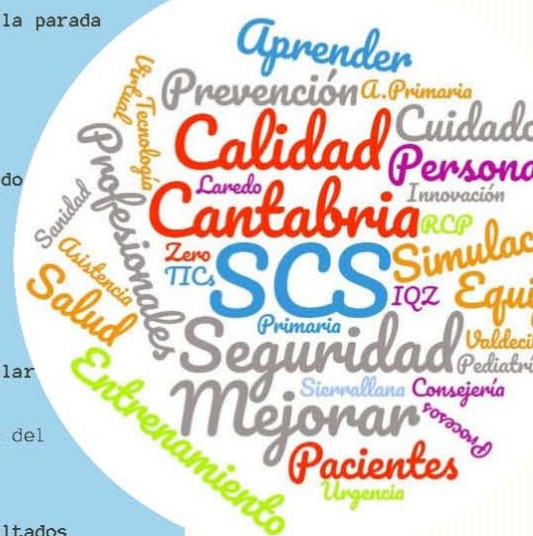 la parada
do
lar
del
ltados
Aprender
Prevención
A.Primaria
Virtual
Tecnología
Calidad
Cuidado
Profesionales
Persona
Laredo
Innovación
Sanidad
Cantabria
RCP
Asistencia
Zero
TICs
SCS
Simulac
IQZ
Equi
Salud
Primaria
Seguridad
Valdeci
Pediatrí
Sierrallana
Consejería
Mejorar
Procesos
Entrenamiento
Pacientes
Urgencia